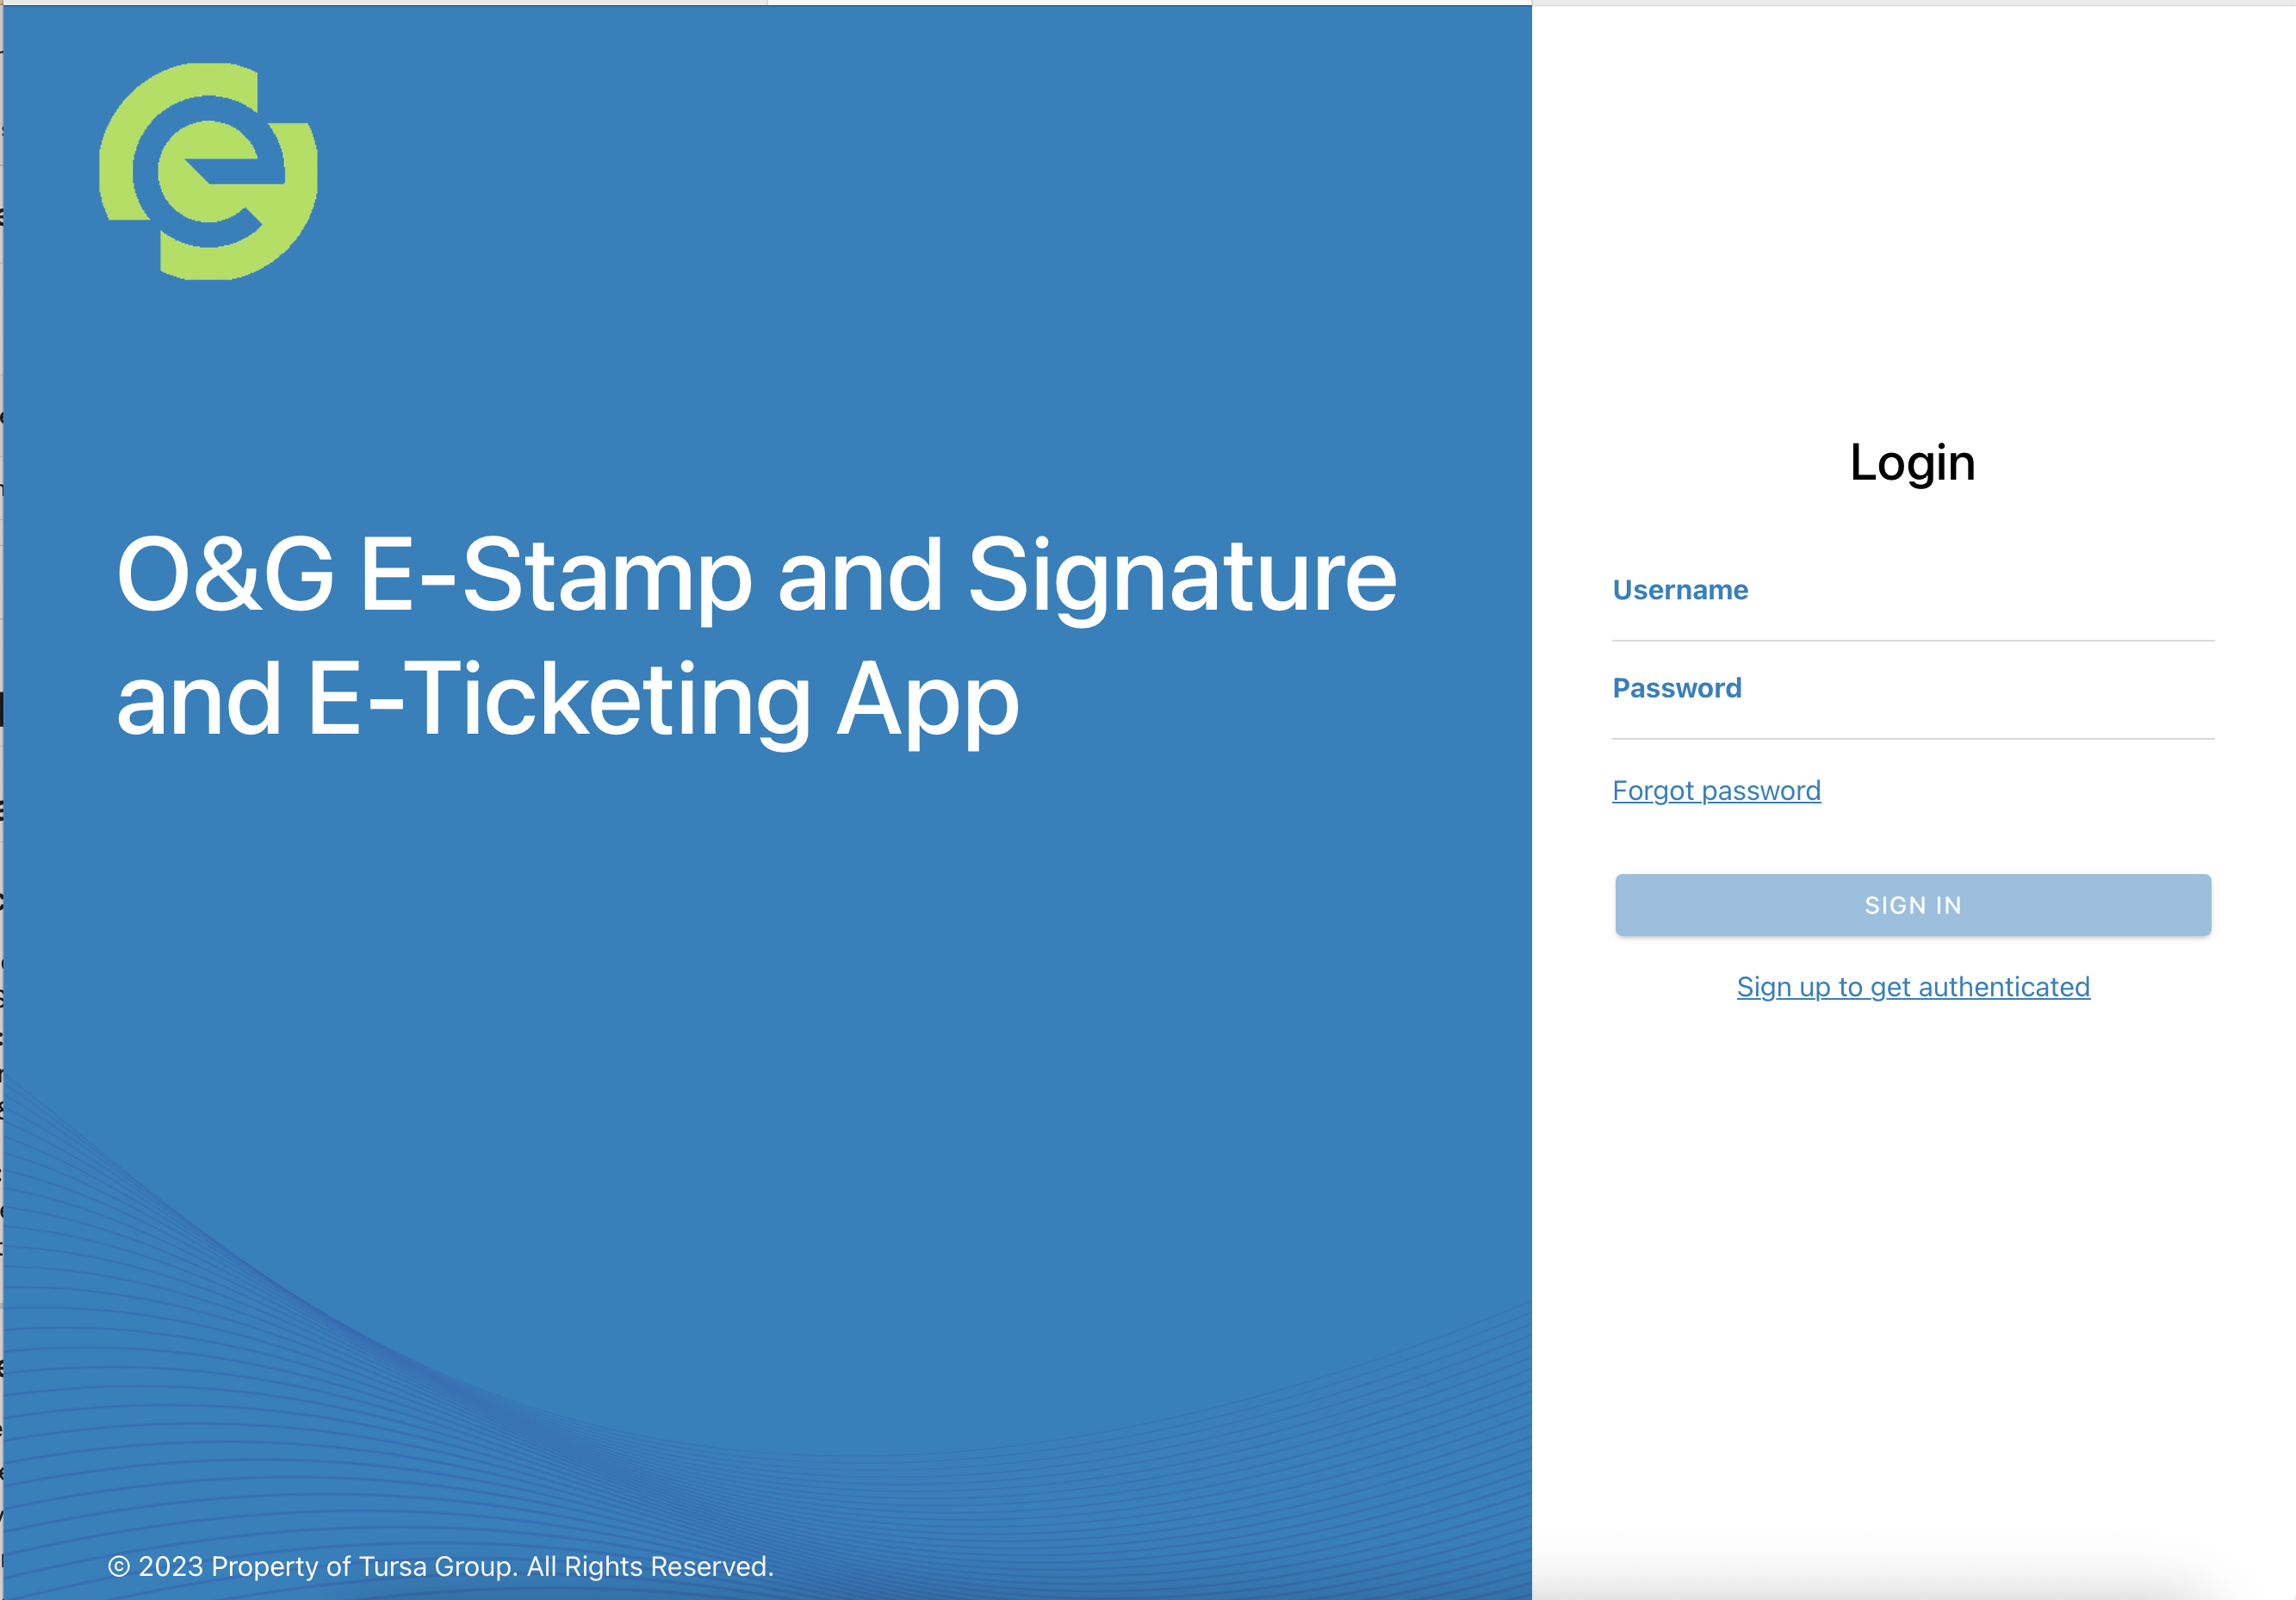 O&G E-Stamp and Signature
and E-Ticketing App
© 2023 Property of Tursa Group. All Rights Reserved.
Login
Username
Password
Forgot password
SIGN IN
Sign up to get authenticated